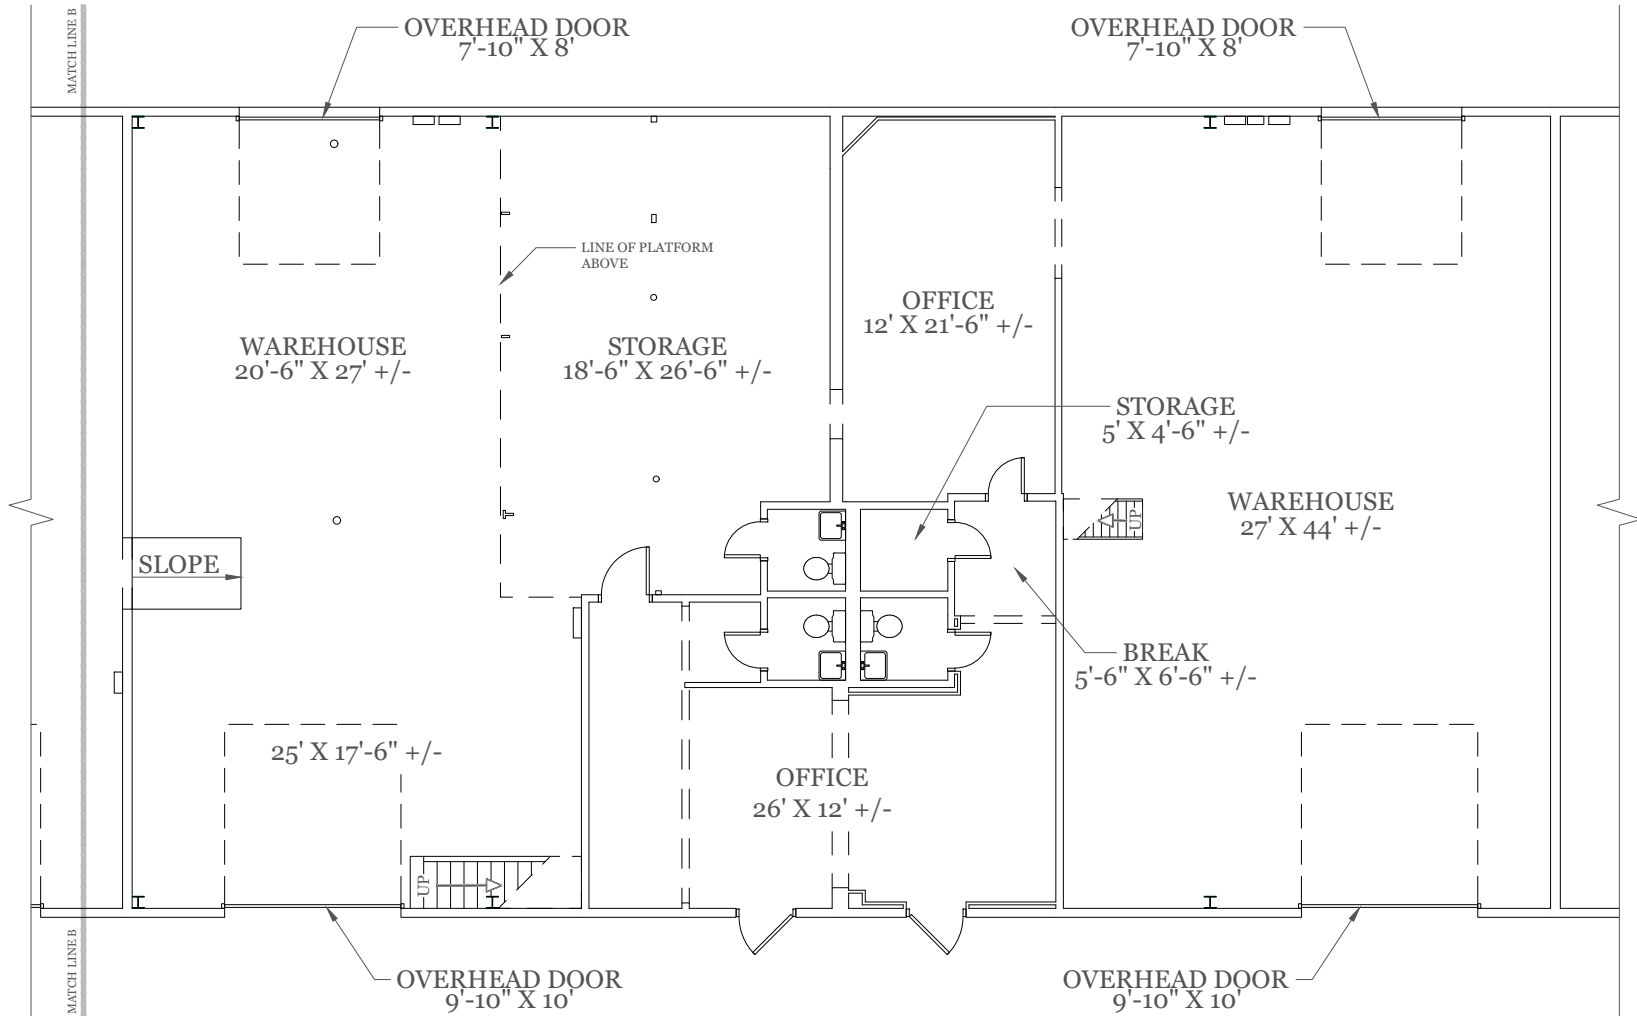 MATCH LINE B
OVERHEAD DOOR
7'-10" X 8'
OVERHEAD DOOR
7'-10" X 8'
LINE OF PLATFORM
ABOVE
OFFICE
12' X 21'-6" +/-
WAREHOUSE
20'-6" X 27' +/-
STORAGE
18'-6" X 26'-6" +/-
STORAGE
5' X 4'-6" +/-
WAREHOUSE
27' X 44' +/-
UP
SLOPE
BREAK
5'-6" X 6'-6" +/-
25' X 17'-6" +/-
OFFICE
26' X 12' +/-
UP
MATCH LINE B
OVERHEAD DOOR
9'-10" X 10'
OVERHEAD DOOR
9'-10" X 10'